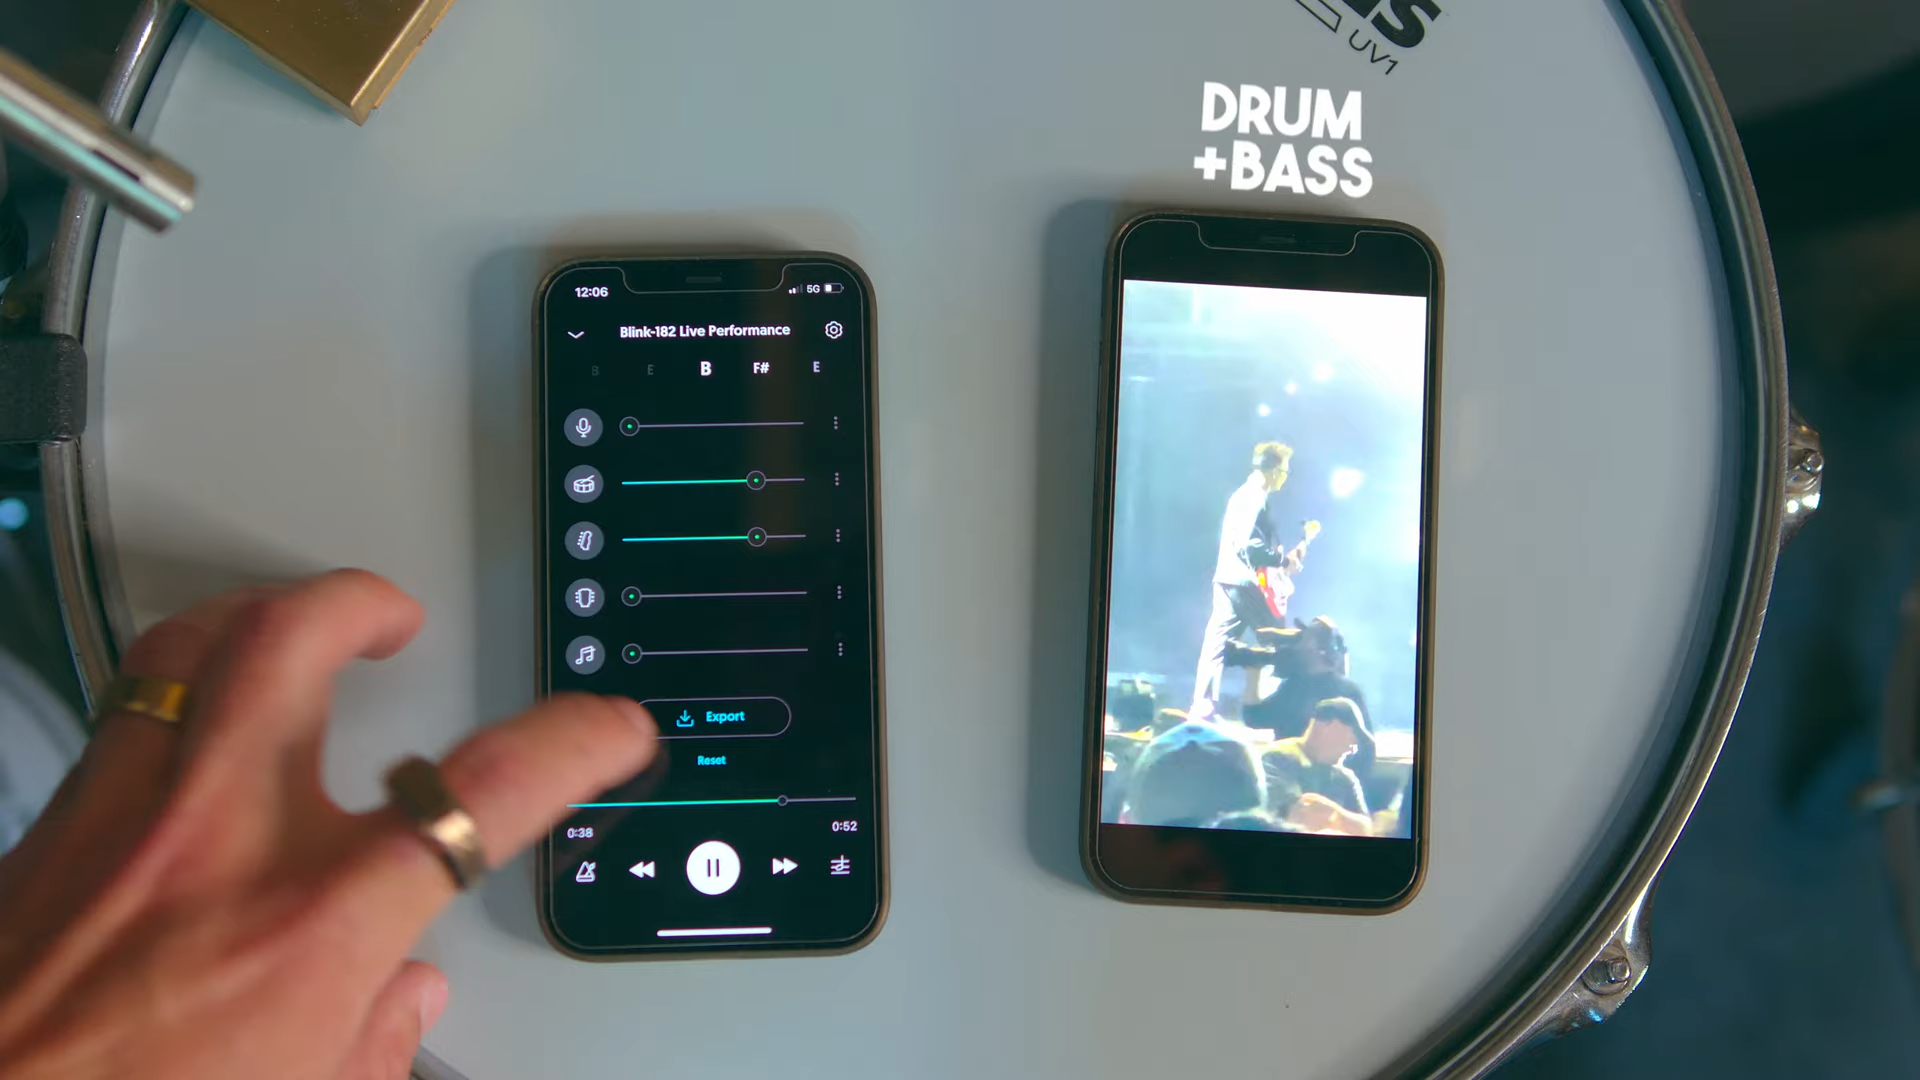 UV1
DRUM
+BASS
12:06
5G
Blink-182 Live Performance
B E B F# E
Export
Reset
0:38
0:52